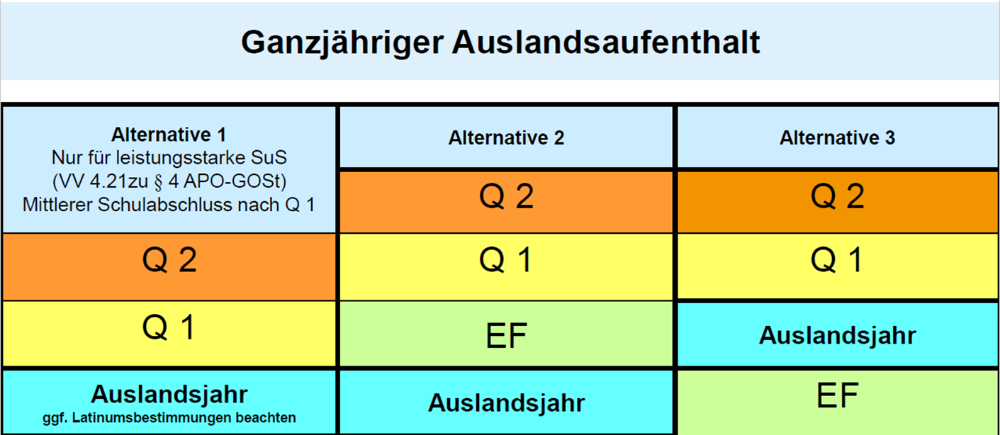 Ganzjähriger Auslandsaufenthalt
Alternative 1
Nur für leistungsstarke SuS
(VV 4.21zu § 4 APO-GOSt)
Mittlerer Schulabschluss nach Q 1
Q 2
Q 1
Auslandsjahr
ggf. Latinumsbestimmungen beachten
Alternative 2
Q 2
Q 1
EF
Auslandsjahr
Alternative 3
Q 2
Q 1
Auslandsjahr
EF